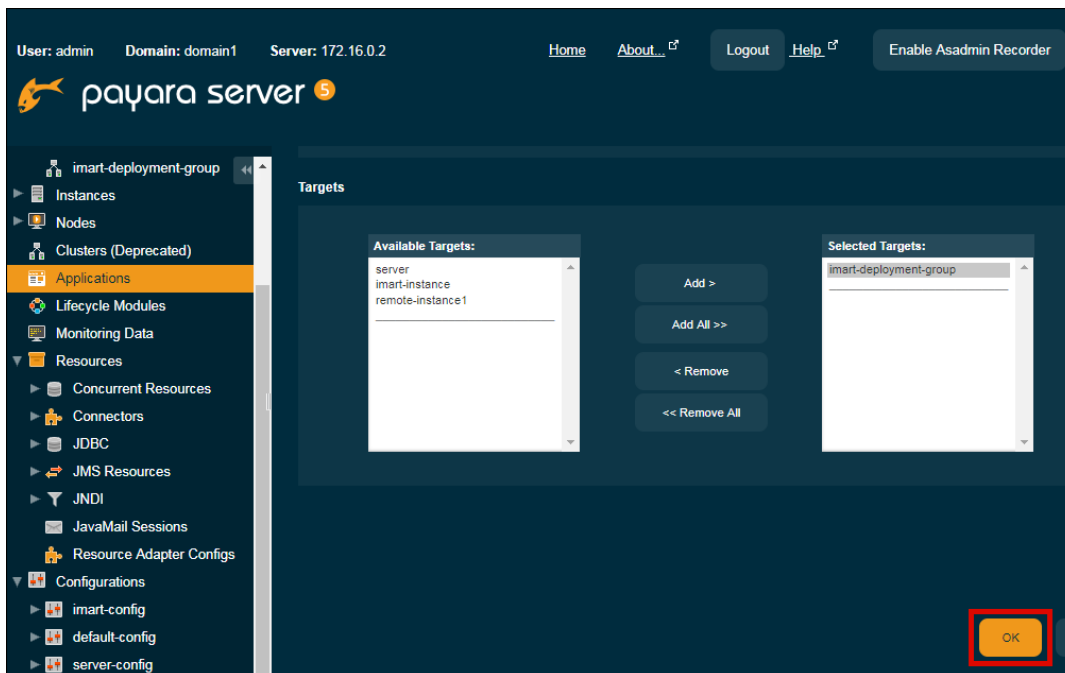 User: admin Domain: domain1 Server: 172.16.0.2 Home About... Logout Help Enable Asadmin Recorder
payara server 5
imart-deployment-group
Instances
Nodes
Clusters (Deprecated)
Applications
Lifecycle Modules
Monitoring Data
Resources
Concurrent Resources
Connectors
JDBC
JMS Resources
JNDI
JavaMail Sessions
Resource Adapter Configs
Configurations
imart-config
default-config
server-config
Targets
Available Targets:
server
imart-instance
remote-instance1
Add >
Add All >>
< Remove
<< Remove All
Selected Targets:
imart-deployment-group
OK